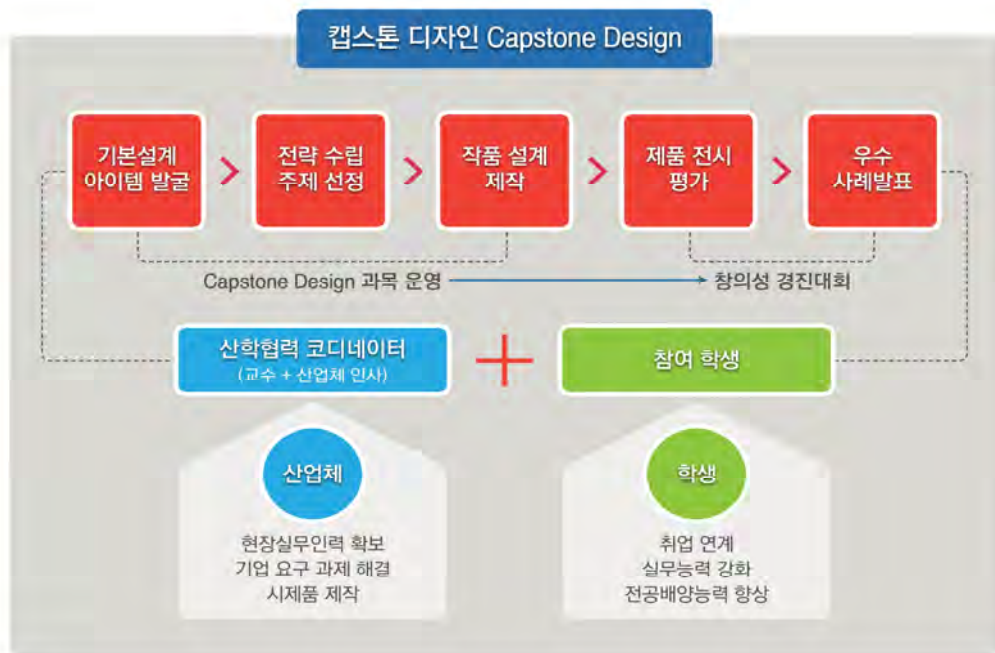 캡스톤 디자인 Capstone Design
기본설계
아이템 발굴
전략 수립
주제 선정
작품 설계
제작
제품 전시
평가
우수
사례발표
Capstone Design 과목 운영
창의성 경진대회
산학협력 코디네이터
(교수 + 산업체 인사)
참여 학생
산업체
현장실무인력 확보
기업 요구 과제 해결
시제품 제작
학생
취업 연계
실무능력 강화
전공배양능력 향상